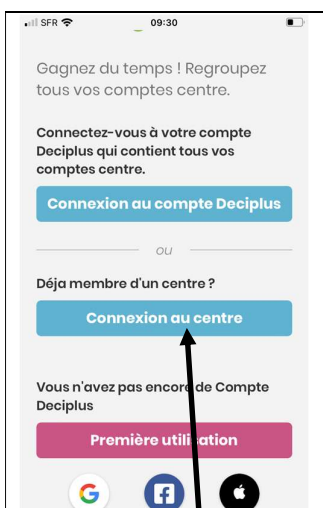 SFR 09:30
Gagnez du temps ! Regroupez
tous vos comptes centre.
Connectez-vous à votre compte
Deciplus qui contient tous vos
comptes centre.
Connexion au compte Deciplus
ou
Déja membre d'un centre ?
Connexion au centre
Vous n'avez pas encore de Compte
Deciplus
Première utilisation